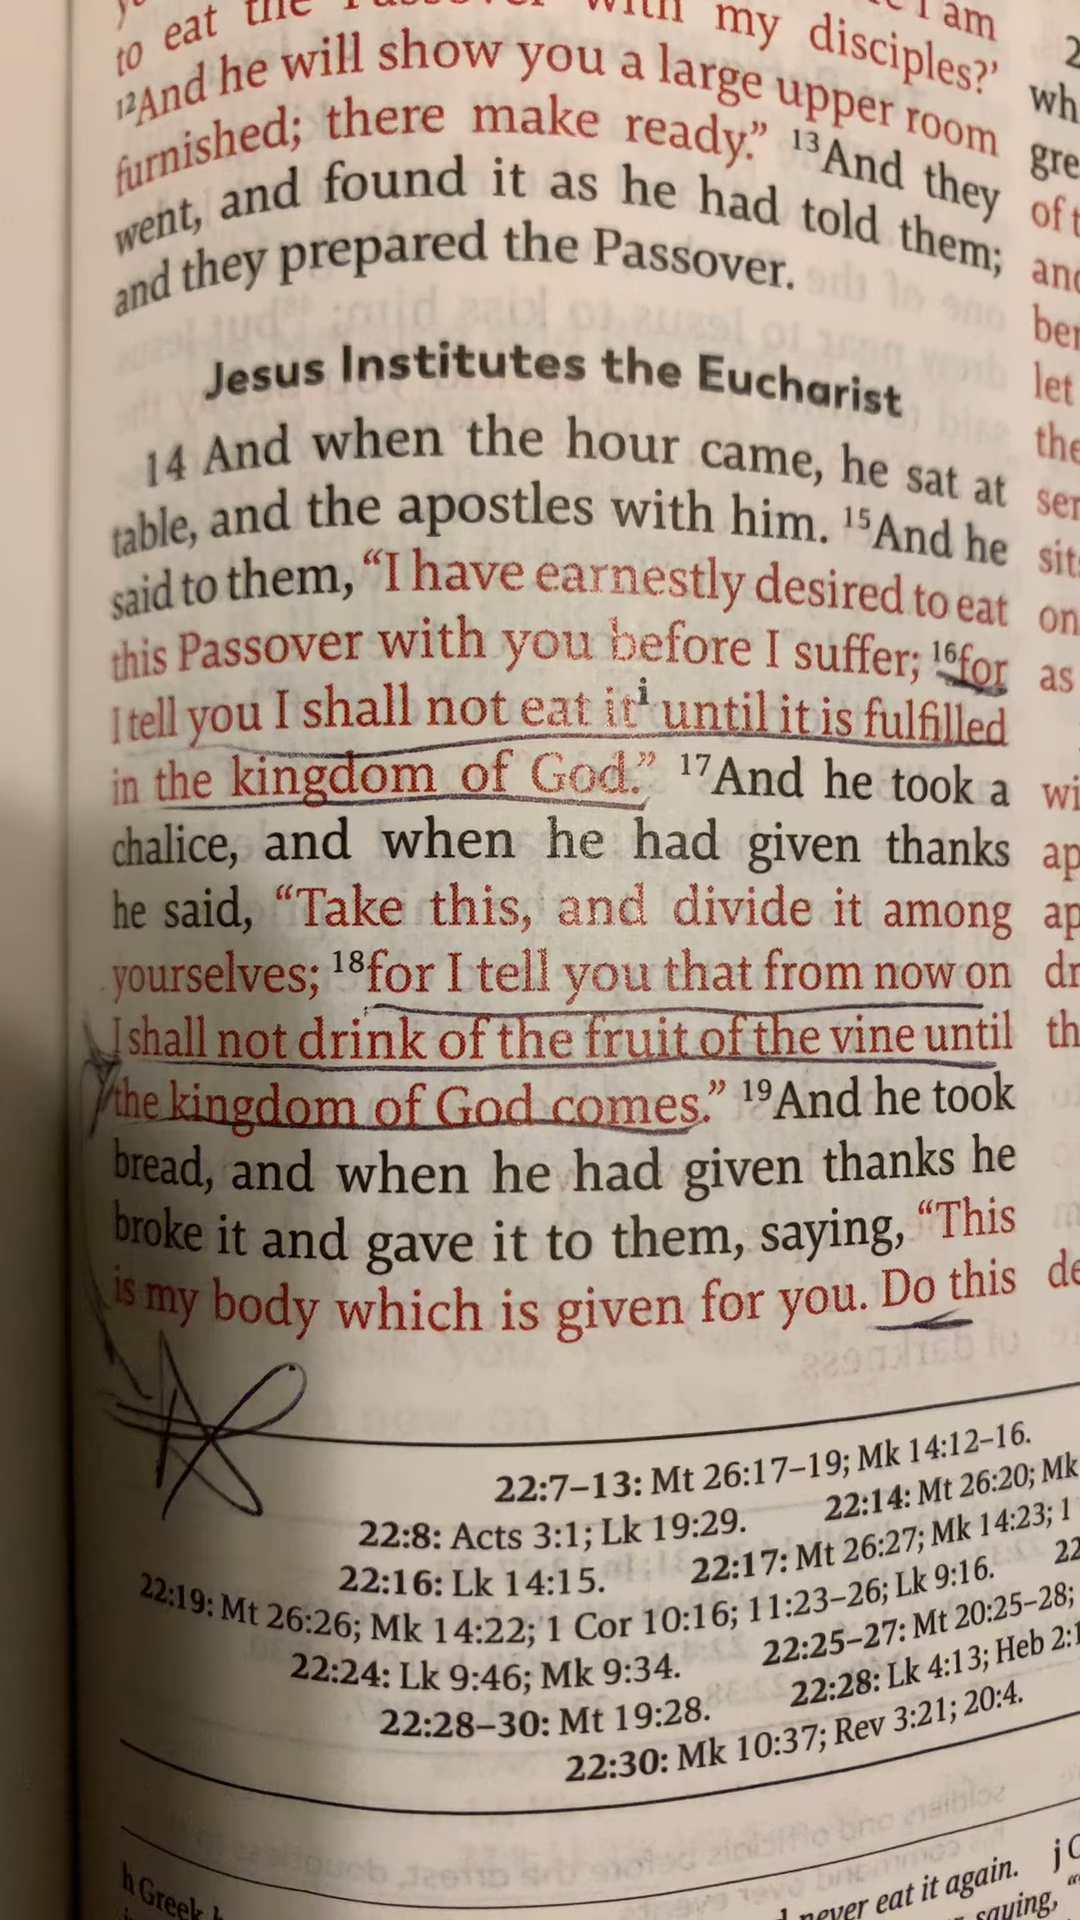 to eat the Passover with my disciples?’
¹²And he will show you a large upper room
furnished; there make ready.” ¹³And they
went, and found it as he had told them;
and they prepared the Passover.
Jesus Institutes the Eucharist
14 And when the hour came, he sat at
table, and the apostles with him. ¹⁵And he
said to them, “I have earnestly desired to eat
this Passover with you before I suffer; ¹⁶for
I tell you I shall not eat itⁱ until it is fulfilled
in the kingdom of God.” ¹⁷And he took a
chalice, and when he had given thanks
he said, “Take this, and divide it among
yourselves; ¹⁸for I tell you that from now on
I shall not drink of the fruit of the vine until
the kingdom of God comes.” ¹⁹And he took
bread, and when he had given thanks he
broke it and gave it to them, saying, “This
is my body which is given for you. Do this
22:7–13: Mt 26:17–19; Mk 14:12–16.
22:8: Acts 3:1; Lk 19:29. 22:14: Mt 26:20; Mk
22:16: Lk 14:15. 22:17: Mt 26:27; Mk 14:23; 1
22:19: Mt 26:26; Mk 14:22; 1 Cor 10:16; 11:23–26; Lk 9:16. 22
22:24: Lk 9:46; Mk 9:34. 22:25–27: Mt 20:25–28;
22:28–30: Mt 19:28. 22:28: Lk 4:13; Heb 2:1
22:30: Mk 10:37; Rev 3:21; 20:4.
h Greek
never eat it again. j
saying, “